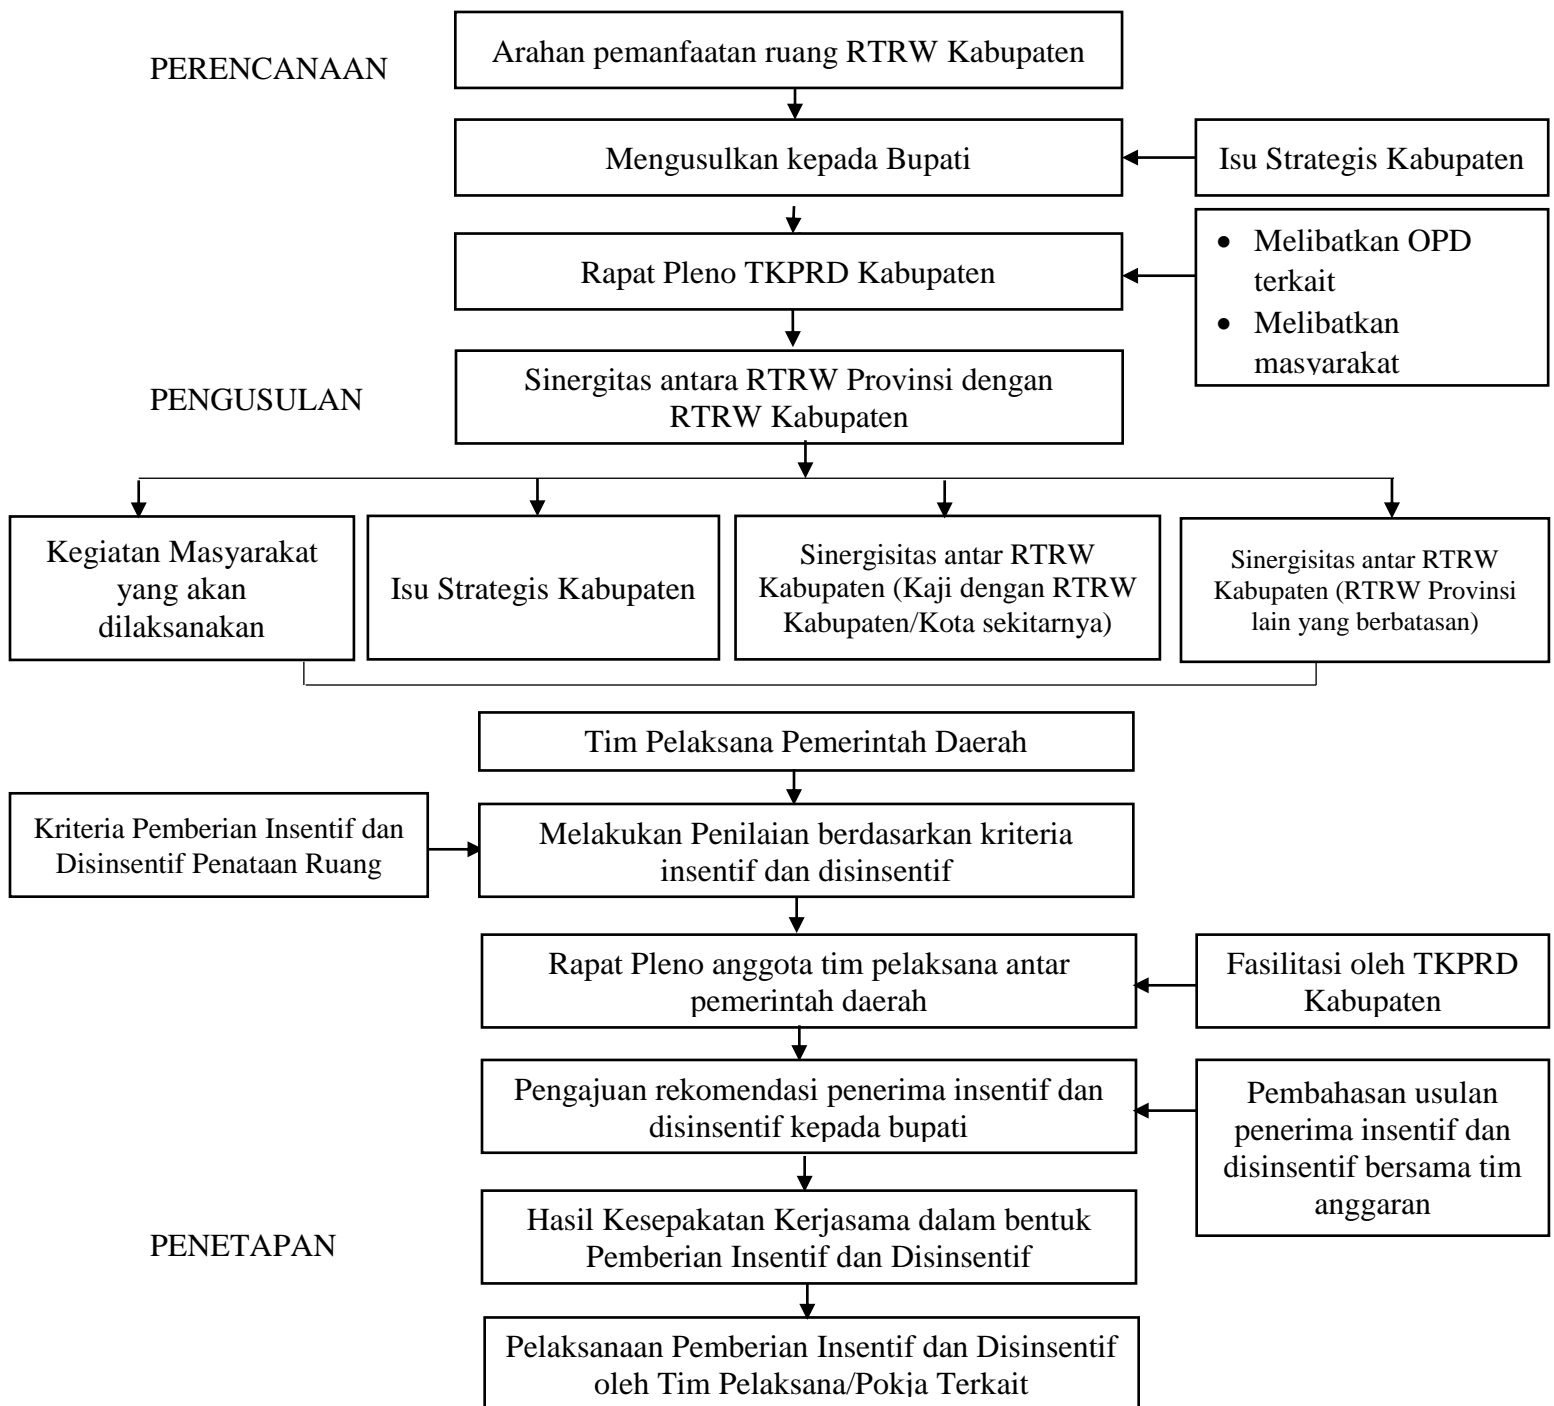 PERENCANAAN
Arahan pemanfaatan ruang RTRW Kabupaten
Mengusulkan kepada Bupati
Isu Strategis Kabupaten
Rapat Pleno TKPRD Kabupaten
• Melibatkan OPD
terkait
• Melibatkan
masyarakat
PENGUSULAN
Sinergitas antara RTRW Provinsi dengan
RTRW Kabupaten
Kegiatan Masyarakat
yang akan
dilaksanakan
Isu Strategis Kabupaten
Sinergisitas antar RTRW
Kabupaten (Kaji dengan RTRW
Kabupaten/Kota sekitarnya)
Sinergisitas antar RTRW
Kabupaten (RTRW Provinsi
lain yang berbatasan)
Tim Pelaksana Pemerintah Daerah
Kriteria Pemberian Insentif dan
Disinsentif Penataan Ruang
Melakukan Penilaian berdasarkan kriteria
insentif dan disinsentif
Rapat Pleno anggota tim pelaksana antar
pemerintah daerah
Fasilitasi oleh TKPRD
Kabupaten
Pengajuan rekomendasi penerima insentif dan
disinsentif kepada bupati
Pembahasan usulan
penerima insentif dan
disinsentif bersama tim
anggaran
PENETAPAN
Hasil Kesepakatan Kerjasama dalam bentuk
Pemberian Insentif dan Disinsentif
Pelaksanaan Pemberian Insentif dan Disinsentif
oleh Tim Pelaksana/Pokja Terkait